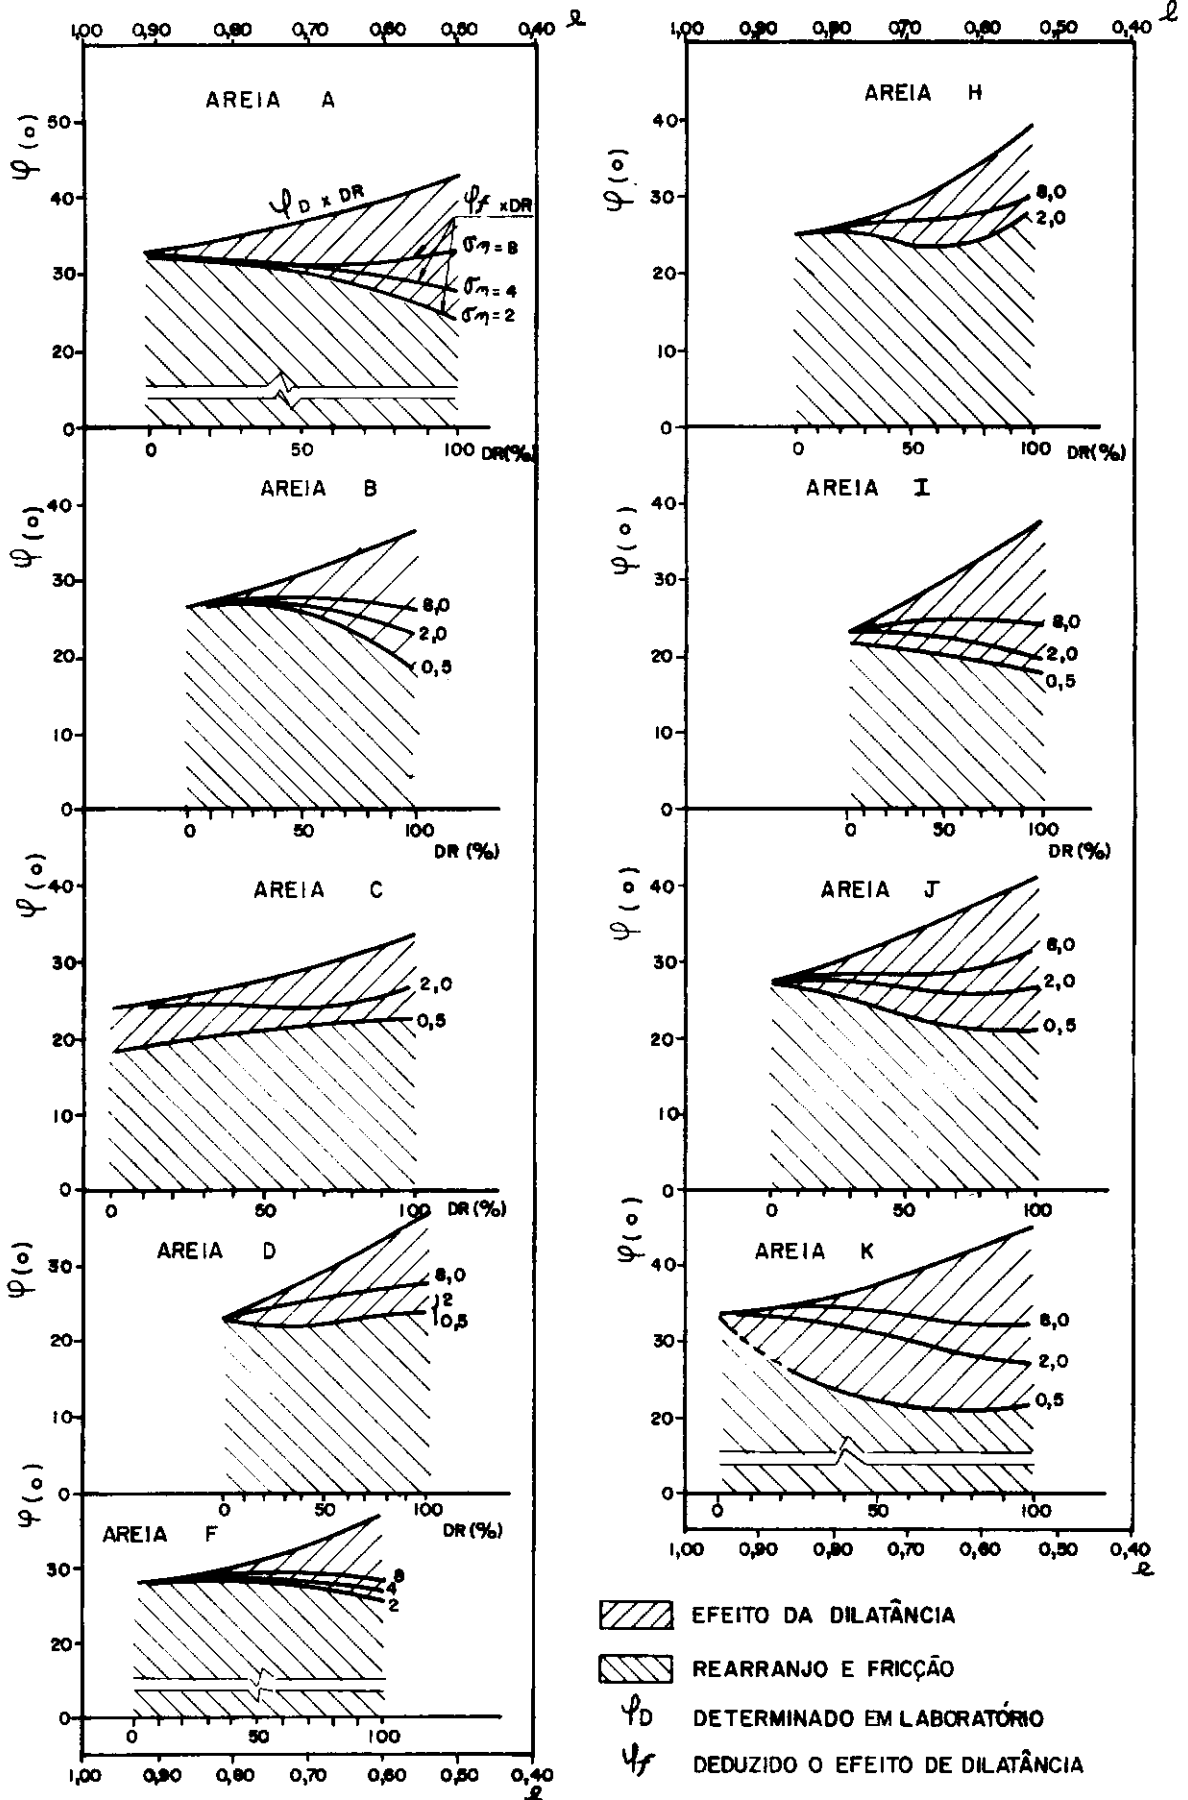 1,00 0,90 0,80 0,70 0,60 0,50 0,40 e
AREIA A
φ (o)
50
40
30
20
0
φD x DR
φf x DR
ση=8
ση=4
ση=2
0 50 100 DR(%)
AREIA B
φ (o)
40
30
20
10
0
8,0
2,0
0,5
0 50 100
DR (%)
AREIA C
φ (o)
40
30
20
10
0
2,0
0,5
0 50 100 DR (%)
AREIA D
φ (o)
30
20
10
0
8,0
2
0,5
0 50 100
DR (%)
AREIA F
φ (o)
30
20
0
8
4
2
0 50 100
1,00 0,90 0,80 0,70 0,60 0,50 0,40
e
1,00 0,90 0,80 0,70 0,60 0,50 0,40 e
AREIA H
φ (o)
40
30
20
10
0
8,0
2,0
0 50 100 DR(%)
AREIA I
φ (o)
40
30
20
10
0
8,0
2,0
0,5
0 50 100
DR (%)
AREIA J
φ (o)
40
30
20
10
0
8,0
2,0
0,5
0 50 100
AREIA K
φ (o)
40
30
20
0
8,0
2,0
0,5
0 50 100
1,00 0,90 0,80 0,70 0,60 0,50 0,40
e
EFEITO DA DILATÂNCIA
REARRANJO E FRICÇÃO
φD DETERMINADO EM LABORATÓRIO
φf DEDUZIDO O EFEITO DE DILATÂNCIA